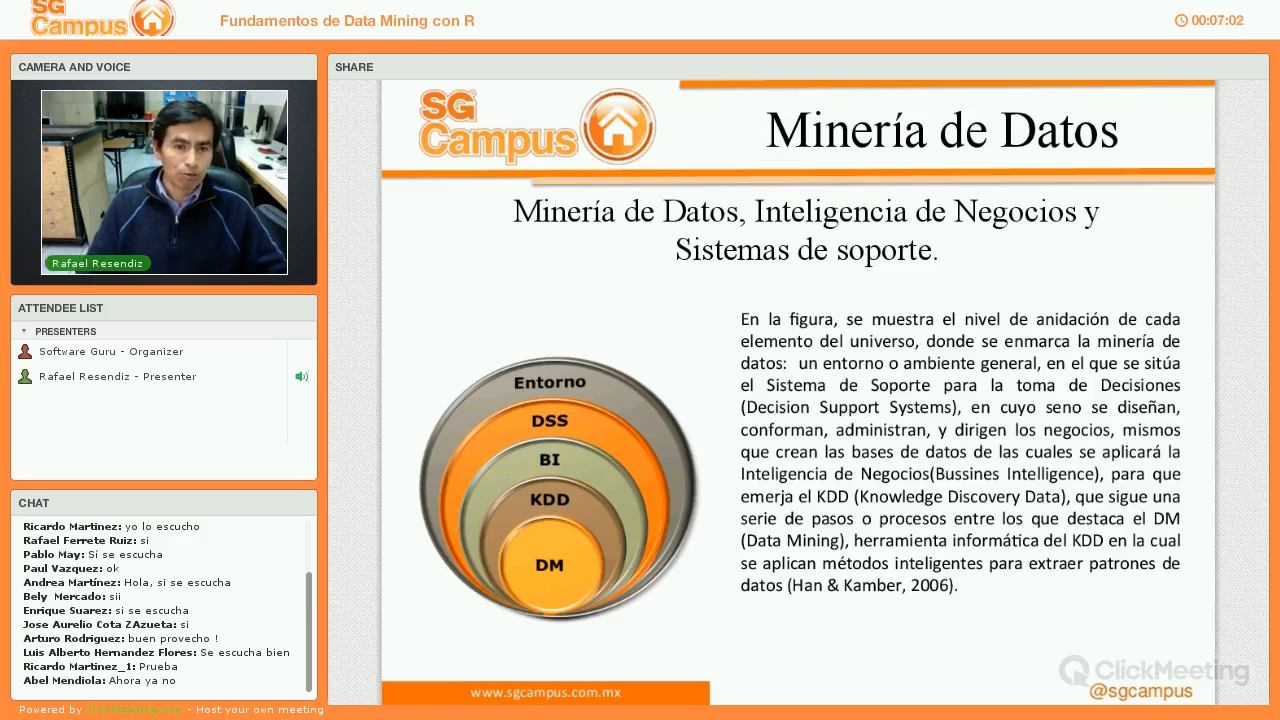 SG
Campus
Fundamentos de Data Mining con R
00:07:02
CAMERA AND VOICE
Rafael Resendiz
ATTENDEE LIST
PRESENTERS
Software Guru - Organizer
Rafael Resendiz - Presenter
CHAT
Ricardo Martinez: yo lo escucho
Rafael Ferrete Ruiz: si
Pablo May: Sí se escucha
Paul Vazquez: ok
Andrea Martínez: Hola, si se escucha
Bely Mercado: sii
Enrique Suarez: si se escucha
Jose Aurelio Cota ZAzueta: si
Arturo Rodriguez: buen provecho !
Luis Alberto Hernandez Flores: Se escucha bien
Ricardo Martinez_1: Prueba
Abel Mendiola: Ahora ya no
Powered by ClickMeeting.com - Host your own meeting
SHARE
SG
Campus
Minería de Datos
Minería de Datos, Inteligencia de Negocios y
Sistemas de soporte.
Entorno
DSS
BI
KDD
DM
En la figura, se muestra el nivel de anidación de cada
elemento del universo, donde se enmarca la minería de
datos: un entorno o ambiente general, en el que se sitúa
el Sistema de Soporte para la toma de Decisiones
(Decision Support Systems), en cuyo seno se diseñan,
conforman, administran, y dirigen los negocios, mismos
que crean las bases de datos de las cuales se aplicará la
Inteligencia de Negocios(Bussines Intelligence), para que
emerja el KDD (Knowledge Discovery Data), que sigue una
serie de pasos o procesos entre los que destaca el DM
(Data Mining), herramienta informática del KDD en la cual
se aplican métodos inteligentes para extraer patrones de
datos (Han & Kamber, 2006).
www.sgcampus.com.mx
ClickMeeting
@sgcampus